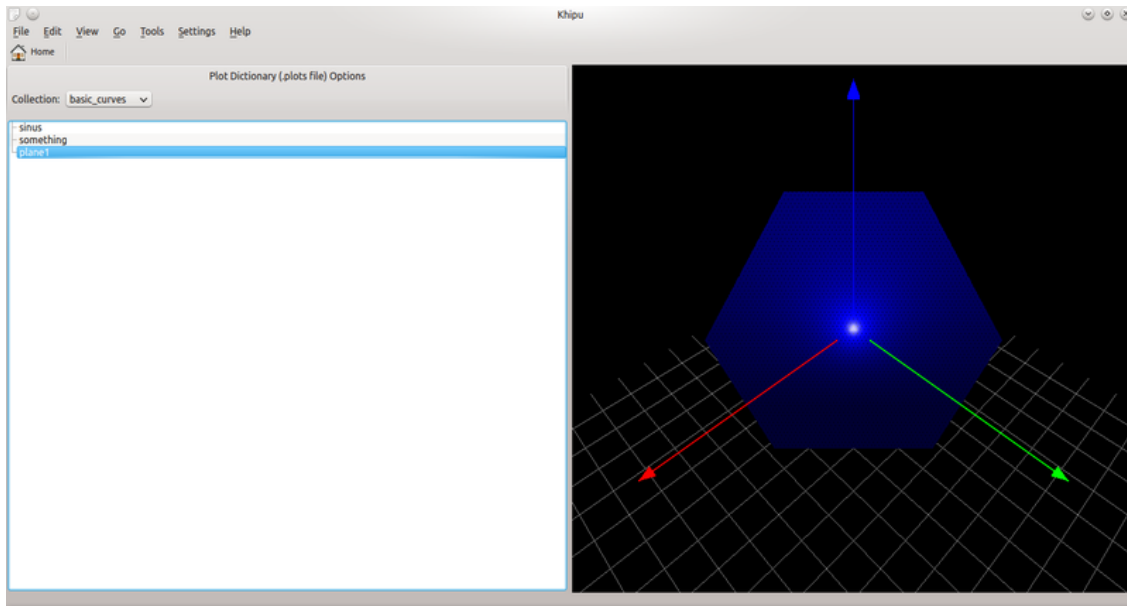 Khipu
File Edit View Go Tools Settings Help
Home
Plot Dictionary (.plots file) Options
Collection: basic_curves
sinus
something
plane1